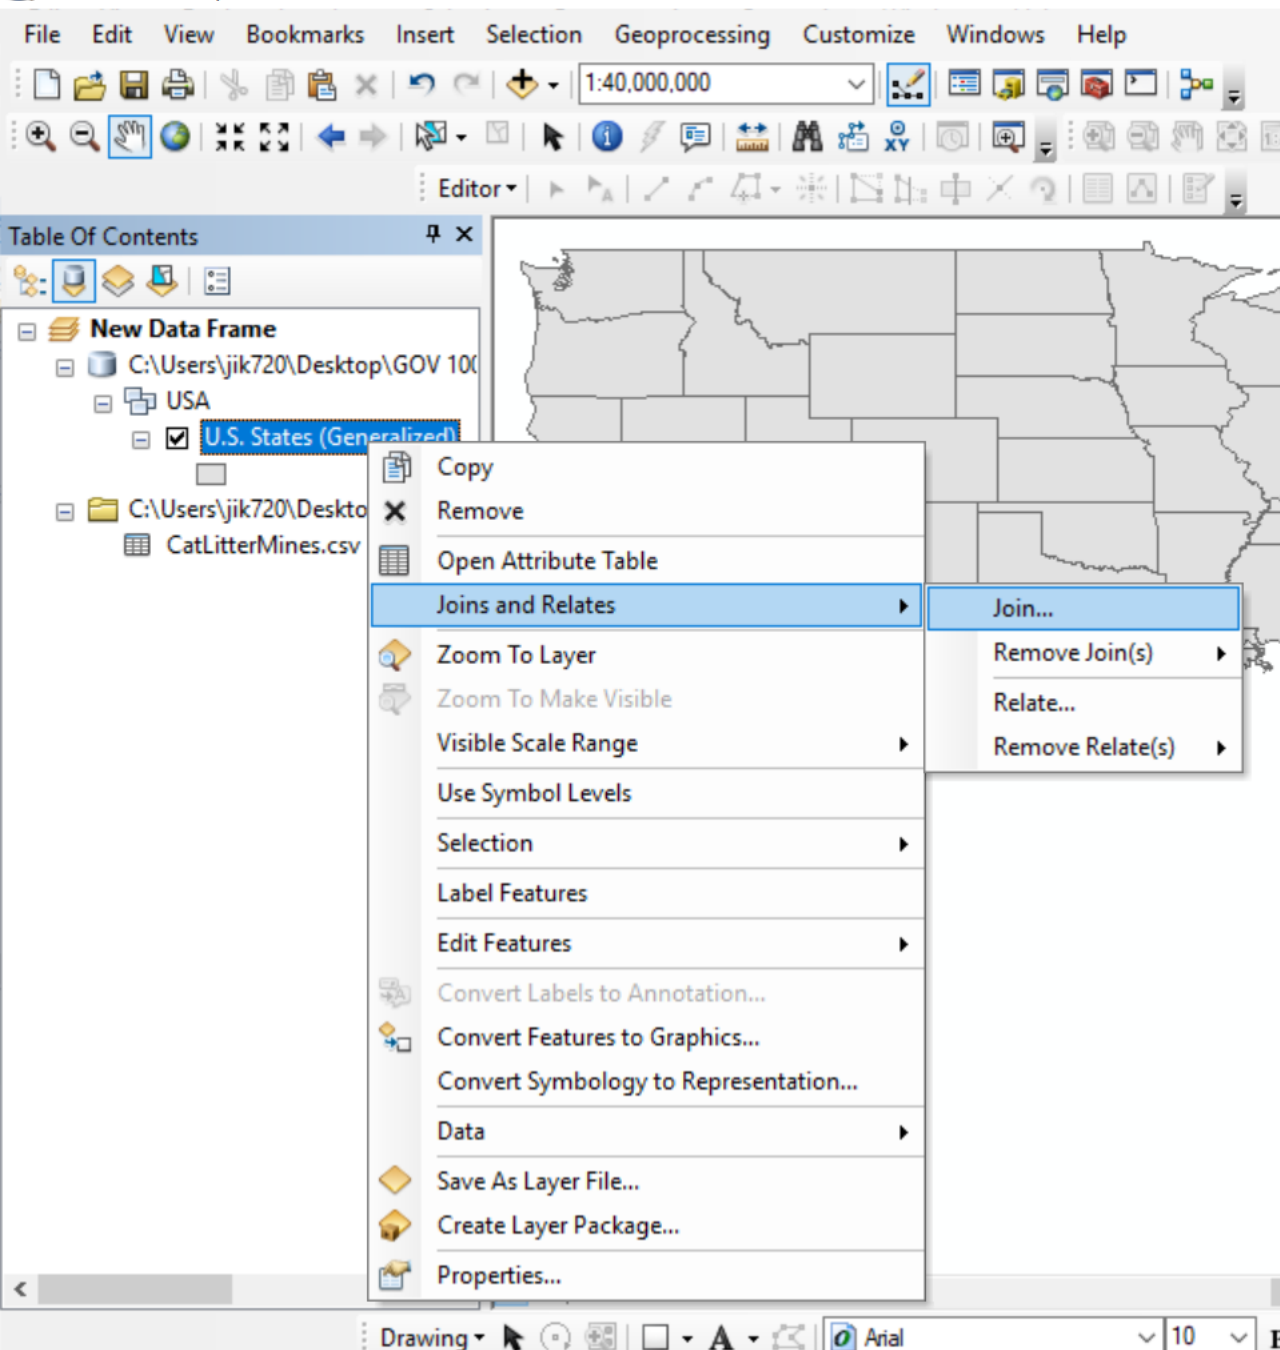 File Edit View Bookmarks Insert Selection Geoprocessing Customize Windows Help
1:40,000,000
XY
Editor
Table Of Contents
New Data Frame
C:\Users\jik720\Desktop\GOV
USA
U.S. States (Generalized)
C:\Users\jik720\Deskto
CatLitterMines.csv
Copy
Remove
Open Attribute Table
Joins and Relates
Zoom To Layer
Zoom To Make Visible
Visible Scale Range
Use Symbol Levels
Selection
Label Features
Edit Features
Convert Labels to Annotation...
Convert Features to Graphics...
Convert Symbology to Representation...
Data
Save As Layer File...
Create Layer Package...
Properties...
Join...
Remove Join(s)
Relate...
Remove Relate(s)
Drawing A Arial 10